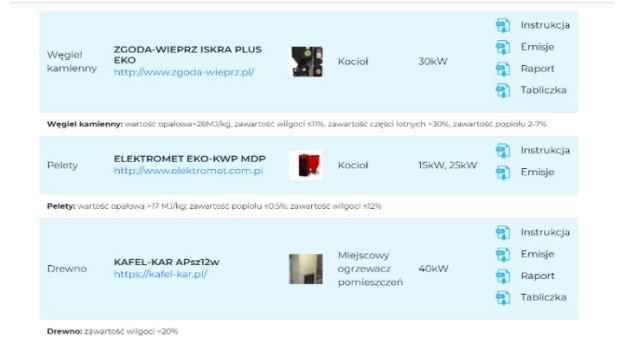 Węgiel kamienny
ZGODA-WIEPRZ ISKRA PLUS EKO
http://www.zgoda-wieprz.pl/
Kocioł
30kW
Instrukcja
Emisje
Raport
Tabliczka
Węgiel kamienny: wartość opałowa>28MJ/kg, zawartość wilgoci ≤11%, zawartość części lotnych >30%, zawartość popiołu 2-7%
Pelety
ELEKTROMET EKO-KWP MDP
http://www.elektromet.com.pl
Kocioł
15kW, 25kW
Instrukcja
Emisje
Pelety: wartość opałowa >17 MJ/kg; zawartość popiołu ≤0,5%; zawartość wilgoci ≤12%
Drewno
KAFEL-KAR APsz12w
https://kafel-kar.pl/
Miejscowy
ogrzewacz
pomieszczeń
40kW
Instrukcja
Emisje
Raport
Tabliczka
Drewno: zawartość wilgoci <20%